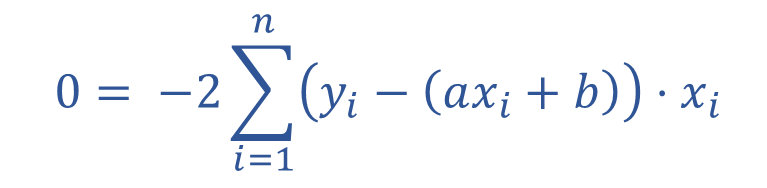 0 = −2 ∑_{i=1}^{n} (y_i − (ax_i + b)) · x_i